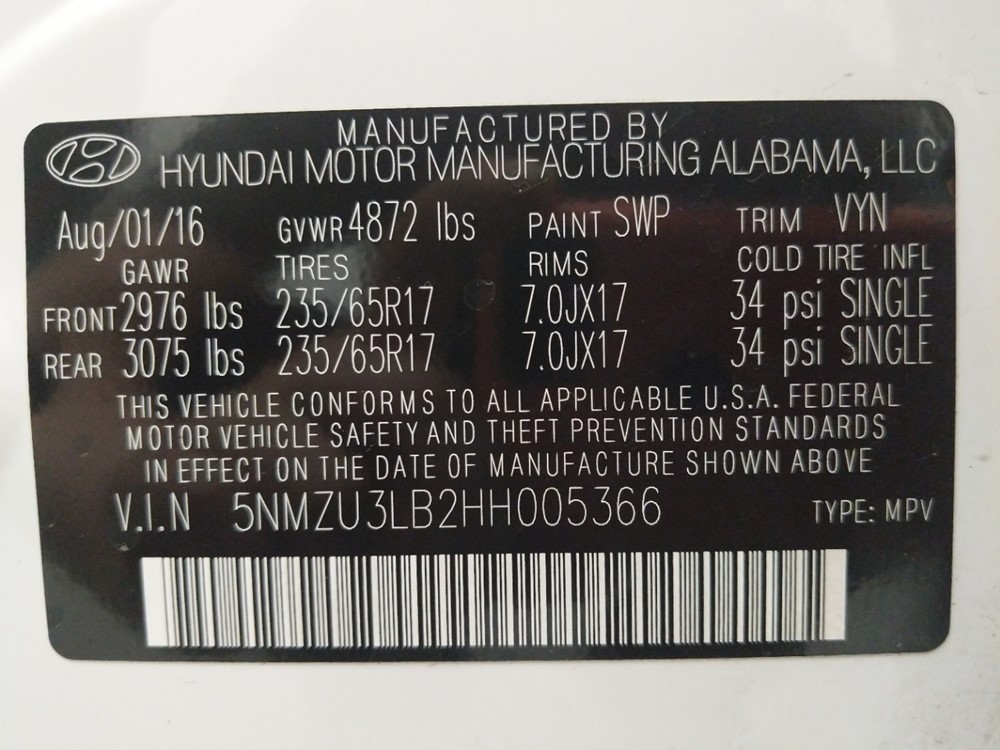 MANUFACTURED BY
HYUNDAI MOTOR MANUFACTURING ALABAMA, LLC
Aug/01/16 GVWR 4872 lbs PAINT SWP TRIM VYN
GAWR TIRES RIMS COLD TIRE INFL
FRONT 2976 lbs 235/65R17 7.0JX17 34 psi SINGLE
REAR 3075 lbs 235/65R17 7.0JX17 34 psi SINGLE
THIS VEHICLE CONFORMS TO ALL APPLICABLE U.S.A. FEDERAL
MOTOR VEHICLE SAFETY AND THEFT PREVENTION STANDARDS
IN EFFECT ON THE DATE OF MANUFACTURE SHOWN ABOVE
V.I.N 5NMZU3LB2HH005366 TYPE: MPV